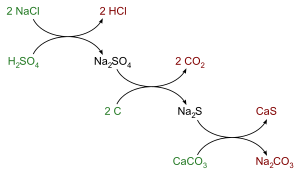 2 NaCl 2 HCl
H₂SO₄ Na₂SO₄ 2 CO₂
2 C Na₂S CaS
CaCO₃ Na₂CO₃